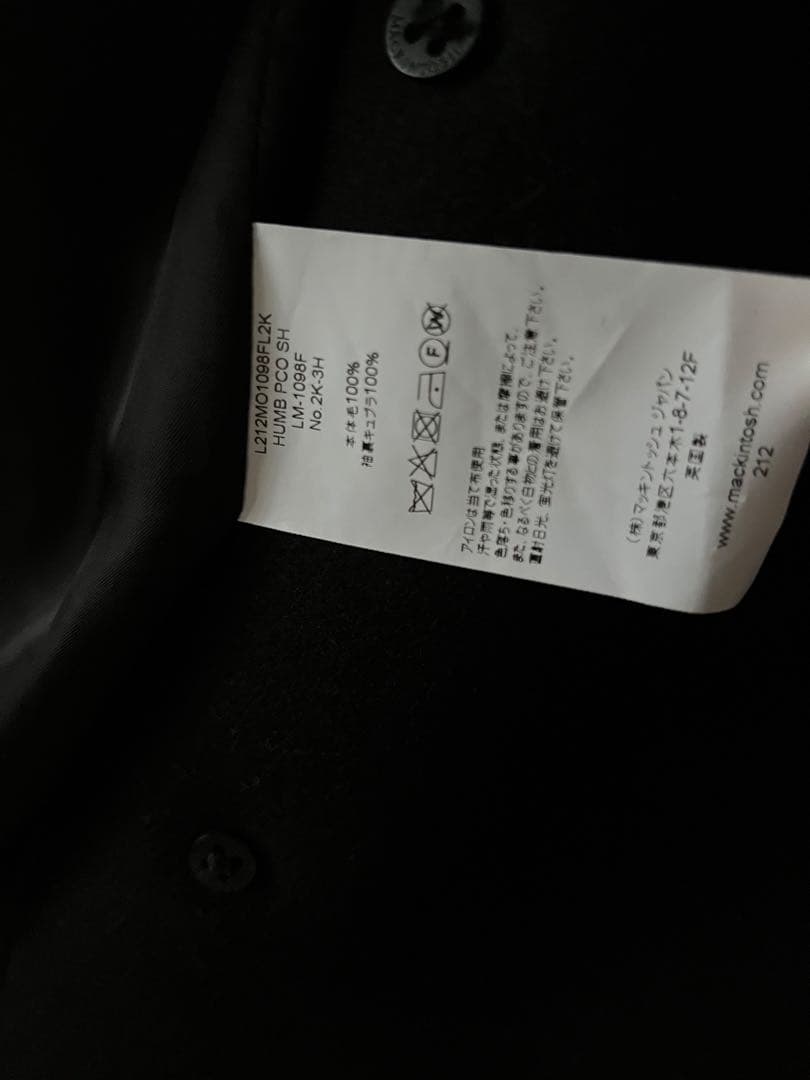 L212MO1098FL2K
HUMB PCO SH
LM-1098F
No.2K-3H
本体毛100%
袖裏キュプラ100%
F
W
アイロンは当て布使用
汗や雨等で湿った状態、または摩擦によって、
色落ち・色移りする事がありますので、ご注意下さい。
また、なるべく白物との着用はお避け下さい。
直射日光、蛍光灯を避けて保管下さい。
(株)マッキントッシュ ジャパン
東京都港区六本木1-8-7-12F
英国製
www.mackintosh.com
212